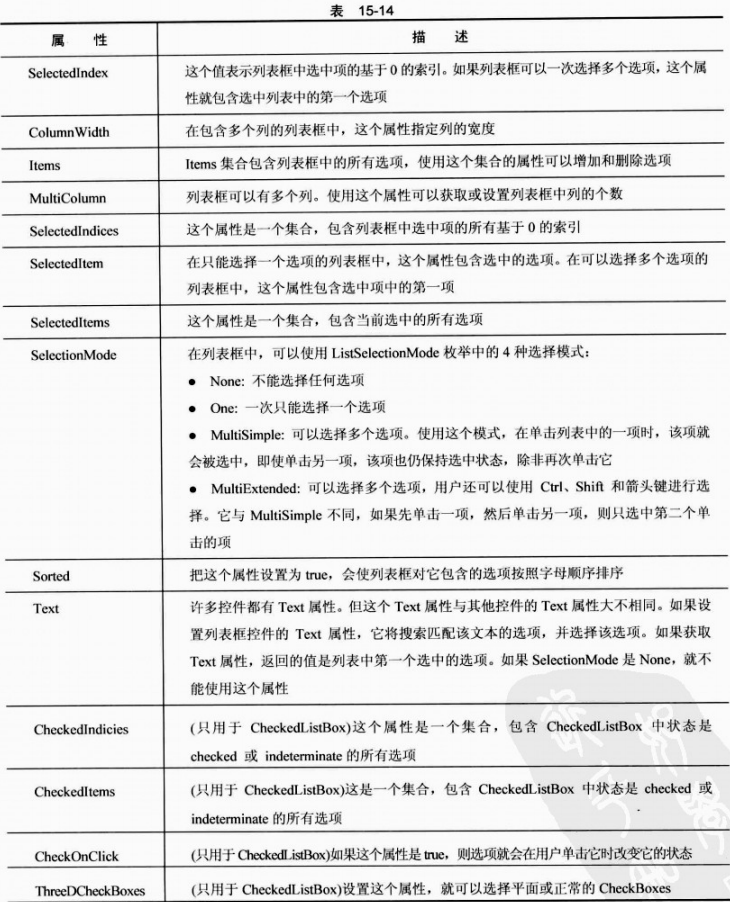 表 15-14
属 性 描 述
SelectedIndex 这个值表示列表框中选中项的基于 0 的索引。如果列表框可以一次选择多个选项，这个属
性就包含选中列表中的第一个选项
ColumnWidth 在包含多个列的列表框中，这个属性指定列的宽度
Items Items 集合包含列表框中的所有选项，使用这个集合的属性可以增加和删除选项
MultiColumn 列表框可以有多个列。使用这个属性可以获取或设置列表框中列的个数
SelectedIndices 这个属性是一个集合，包含列表框中选中项的所有基于 0 的索引
SelectedItem 在只能选择一个选项的列表框中，这个属性包含选中的选项。在可以选择多个选项的
列表框中，这个属性包含选中项中的第一项
SelectedItems 这个属性是一个集合，包含当前选中的所有选项
SelectionMode 在列表框中，可以使用 ListSelectionMode 枚举中的 4 种选择模式：
● None: 不能选择任何选项
● One: 一次只能选择一个选项
● MultiSimple: 可以选择多个选项。使用这个模式，在单击列表中的一项时，该项就
会被选中，即使单击另一项，该项也仍保持选中状态，除非再次单击它
● MultiExtended: 可以选择多个选项，用户还可以使用 Ctrl、Shift 和箭头键进行选
择。它与 MultiSimple 不同，如果先单击一项，然后单击另一项，则只选中第二个单
击的项
Sorted 把这个属性设置为 true，会使列表框对它包含的选项按照字母顺序排序
Text 许多控件都有 Text 属性。但这个 Text 属性与其他控件的 Text 属性大不相同。如果设
置列表框控件的 Text 属性，它将搜索匹配该文本的选项，并选择该选项。如果获取
Text 属性，返回的值是列表中第一个选中的选项。如果 SelectionMode 是 None，就不
能使用这个属性
CheckedIndicies (只用于 CheckedListBox)这个属性是一个集合，包含 CheckedListBox 中状态是
checked 或 indeterminate 的所有选项
CheckedItems (只用于 CheckedListBox)这是一个集合，包含 CheckedListBox 中状态是 checked 或
indeterminate 的所有选项
CheckOnClick (只用于 CheckedListBox)如果这个属性是 true，则选项就会在用户单击它时改变它的状态
ThreeDCheckBoxes (只用于 CheckedListBox)设置这个属性，就可以选择平面或正常的 CheckBoxes